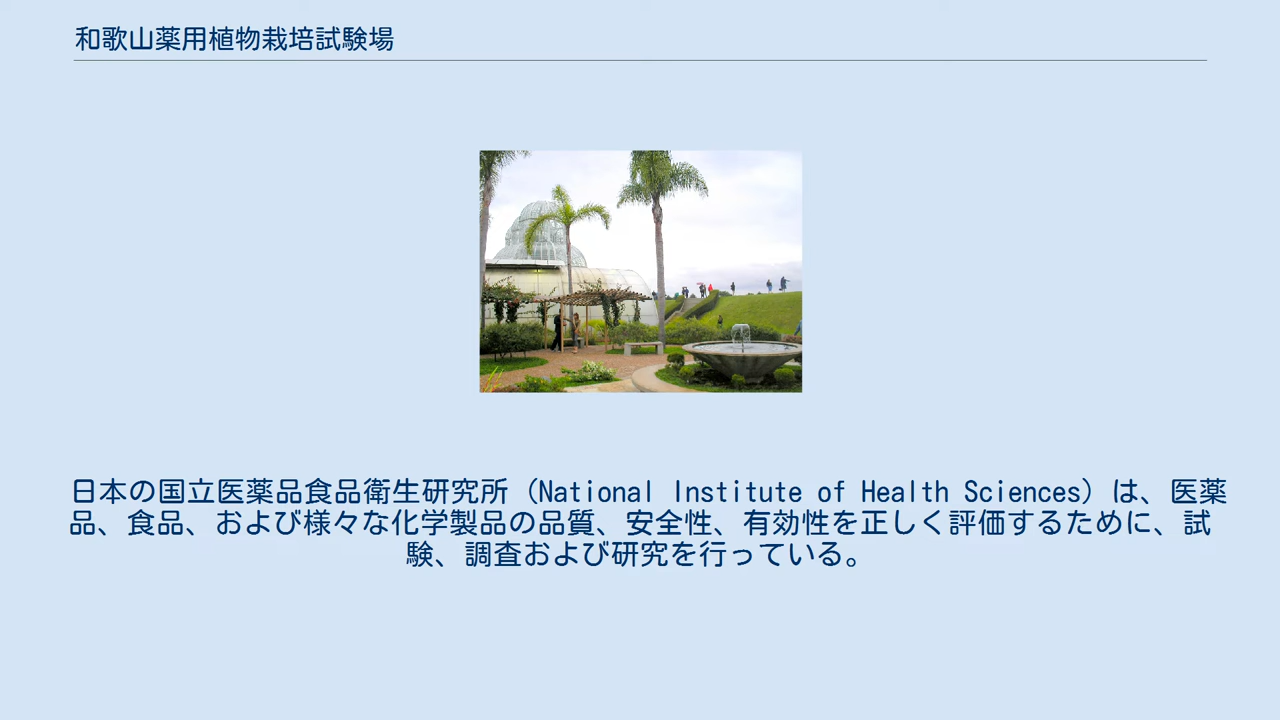 和歌山薬用植物栽培試験場
日本の国立医薬品食品衛生研究所（National Institute of Health Sciences）は、医薬
品、食品、および様々な化学製品の品質、安全性、有効性を正しく評価するために、試
験、調査および研究を行っている。